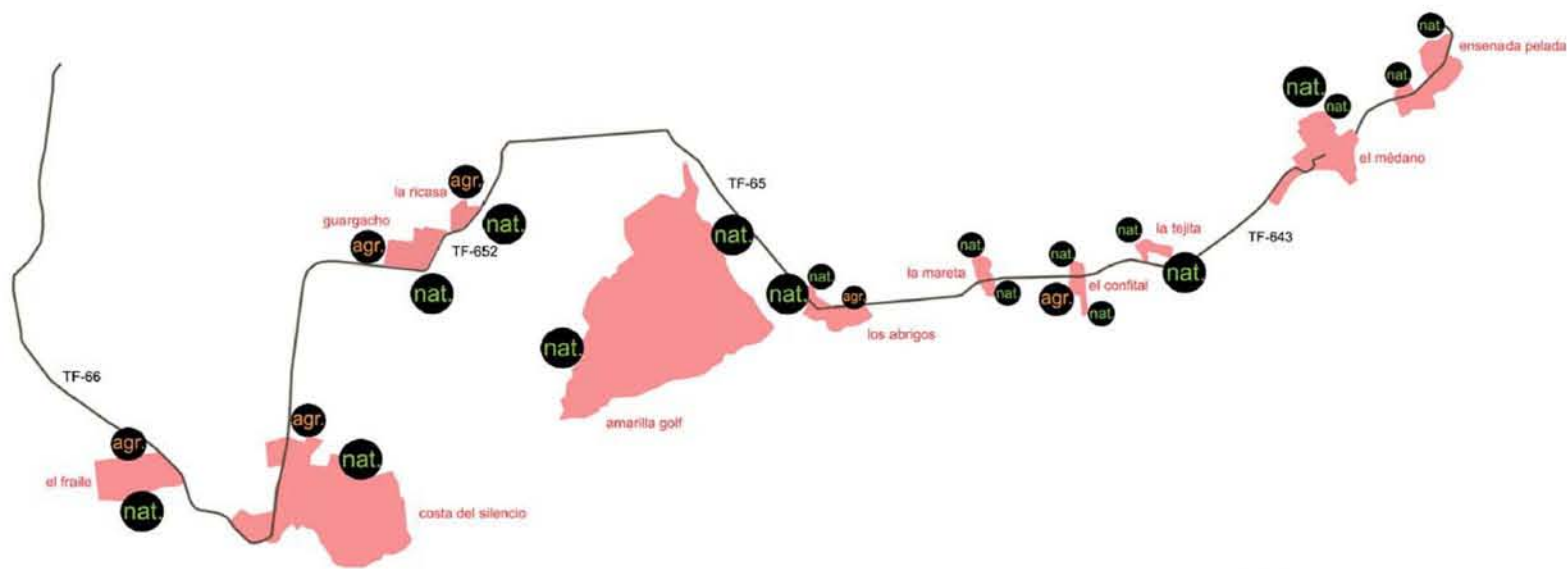 nat.
ensenada pelada
nat.
nat.
nat.
el médano
la ricasa
agr.
TF-65
guargacho
nat.
la tejita
nat.
TF-643
agr.
TF-652
nat.
nat.
nat.
nat.
la mareta
nat.
nat.
el confital
nat.
nat.
agr.
agr.
nat.
los abrigos
nat.
TF-66
agr.
amarilla golf
agr.
nat.
el fraile
nat.
costa del silencio